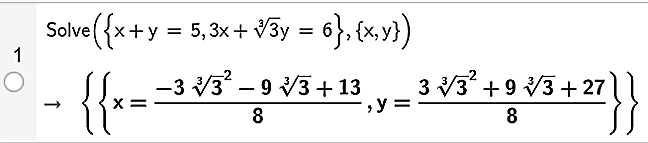 Solve({x+y = 5, 3x+∛3y = 6}, {x,y})
1
→ {{x = (−3 ∛3² − 9 ∛3 + 13)/8, y = (3 ∛3² + 9 ∛3 + 27)/8}}